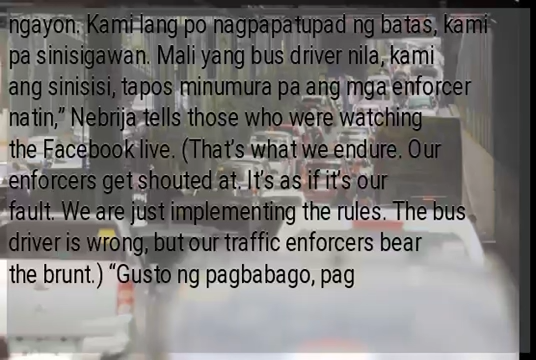 ngayon. Kami lang po nagpapatupad ng batas, kami
pa sinisigawan. Mali yang bus driver nila, kami
ang sinisisi, tapos minumura pa ang mga enforcer
natin,” Nebrija tells those who were watching
the Facebook live. (That’s what we endure. Our
enforcers get shouted at. It’s as if it’s our
fault. We are just implementing the rules. The bus
driver is wrong, but our traffic enforcers bear
the brunt.) “Gusto ng pagbabago, pag